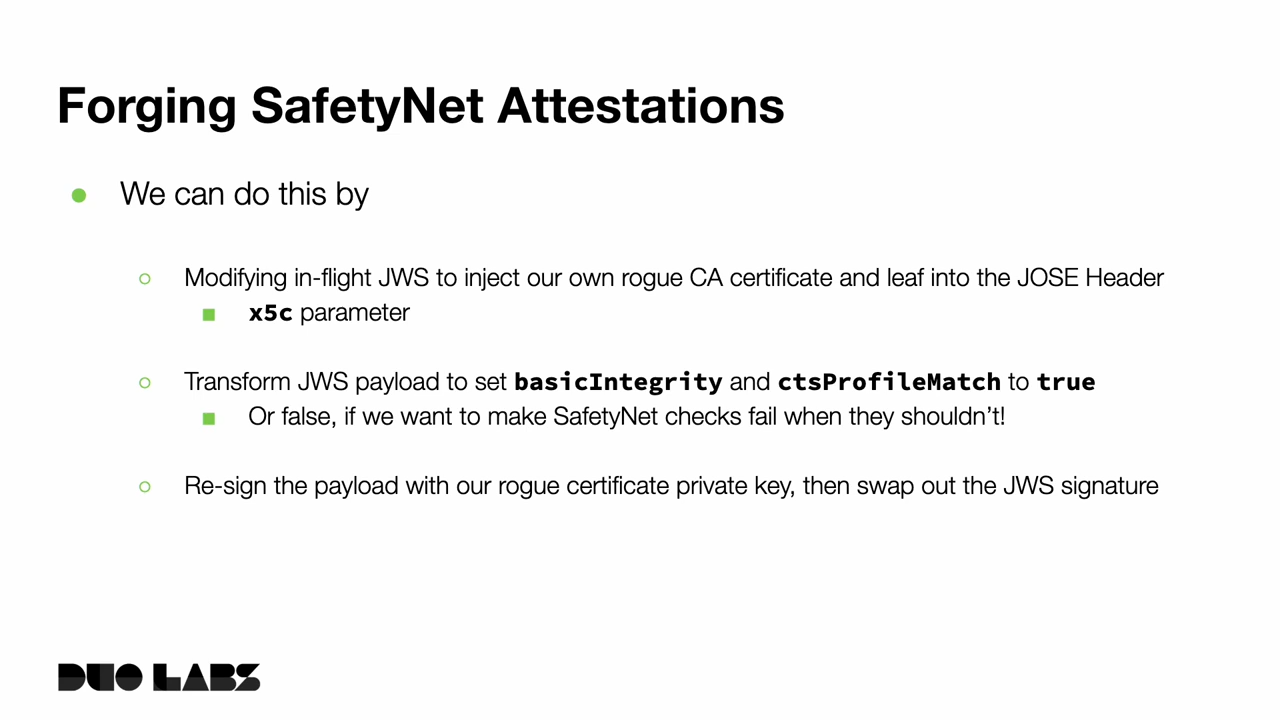 Forging SafetyNet Attestations
● We can do this by
○ Modifying in-flight JWS to inject our own rogue CA certificate and leaf into the JOSE Header
■ x5c parameter
○ Transform JWS payload to set basicIntegrity and ctsProfileMatch to true
■ Or false, if we want to make SafetyNet checks fail when they shouldn’t!
○ Re-sign the payload with our rogue certificate private key, then swap out the JWS signature
DUO LABS